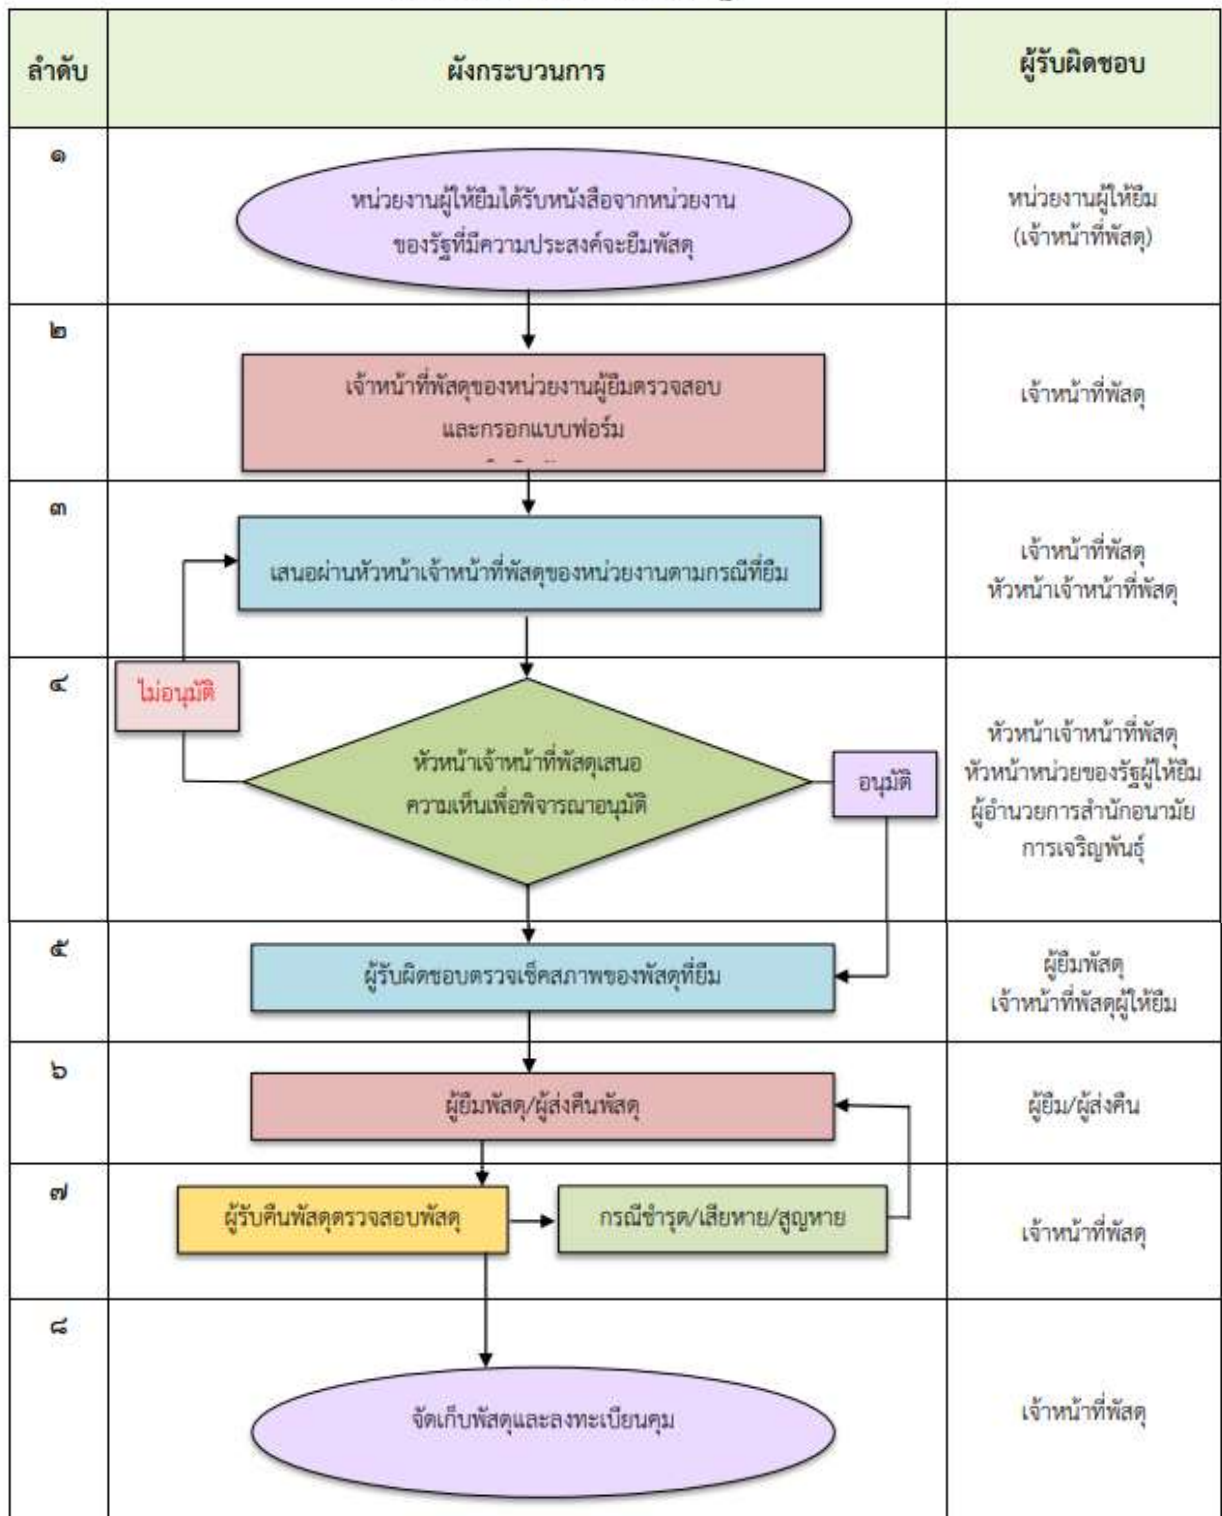 ลำดับ
ผังกระบวนการ
ผู้รับผิดชอบ
๑
หน่วยงานผู้ให้ยืมได้รับหนังสือจากหน่วยงาน
ของรัฐที่มีความประสงค์จะยืมพัสดุ
หน่วยงานผู้ให้ยืม
(เจ้าหน้าที่พัสดุ)
๒
เจ้าหน้าที่พัสดุของหน่วยงานผู้ยืมตรวจสอบ
และกรอกแบบฟอร์ม
เจ้าหน้าที่พัสดุ
๓
เสนอผ่านหัวหน้าเจ้าหน้าที่พัสดุของหน่วยงานตามกรณีที่ยืม
เจ้าหน้าที่พัสดุ
หัวหน้าเจ้าหน้าที่พัสดุ
๔
ไม่อนุมัติ
หัวหน้าเจ้าหน้าที่พัสดุเสนอ
ความเห็นเพื่อพิจารณาอนุมัติ
อนุมัติ
หัวหน้าเจ้าหน้าที่พัสดุ
หัวหน้าหน่วยของรัฐผู้ให้ยืม
ผู้อำนวยการสำนักอนามัย
การเจริญพันธุ์
๕
ผู้รับผิดชอบตรวจเช็คสภาพของพัสดุที่ยืม
ผู้ยืมพัสดุ
เจ้าหน้าที่พัสดุผู้ให้ยืม
๖
ผู้ยืมพัสดุ/ผู้ส่งคืนพัสดุ
ผู้ยืม/ผู้ส่งคืน
๗
ผู้รับคืนพัสดุตรวจสอบพัสดุ
กรณีชำรุด/เสียหาย/สูญหาย
เจ้าหน้าที่พัสดุ
๘
จัดเก็บพัสดุและลงทะเบียนคุม
เจ้าหน้าที่พัสดุ